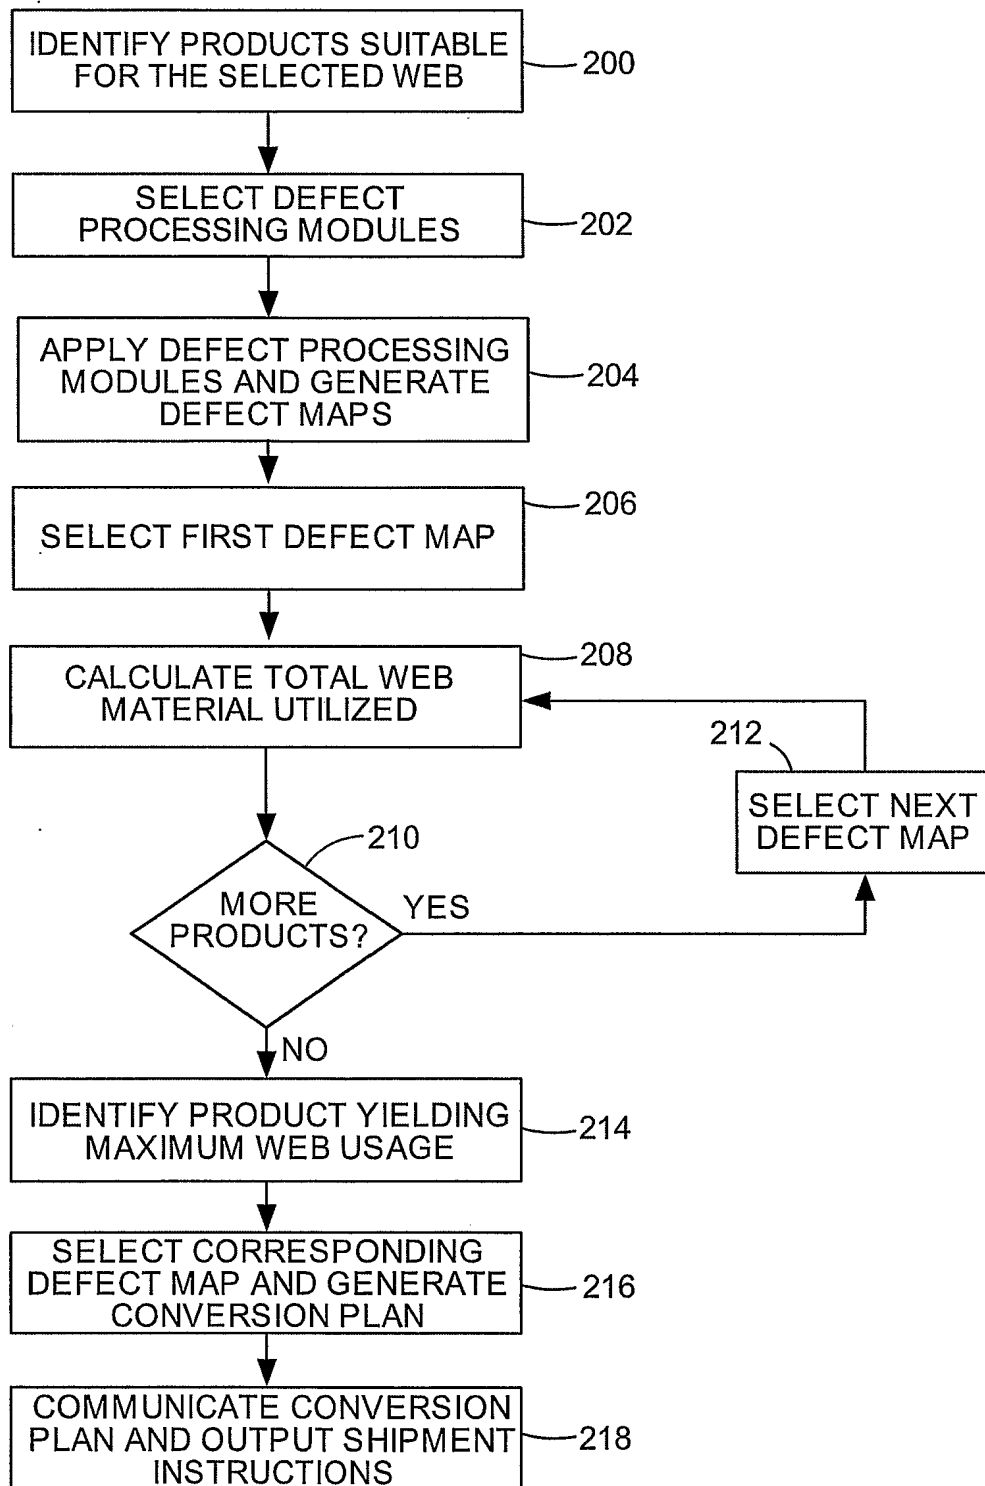 IDENTIFY PRODUCTS SUITABLE
FOR THE SELECTED WEB
200
SELECT DEFECT
PROCESSING MODULES
202
APPLY DEFECT PROCESSING
MODULES AND GENERATE
DEFECT MAPS
204
SELECT FIRST DEFECT MAP
206
CALCULATE TOTAL WEB
MATERIAL UTILIZED
208
212
SELECT NEXT
DEFECT MAP
210
MORE
PRODUCTS?
YES
NO
IDENTIFY PRODUCT YIELDING
MAXIMUM WEB USAGE
214
SELECT CORRESPONDING
DEFECT MAP AND GENERATE
CONVERSION PLAN
216
COMMUNICATE CONVERSION
PLAN AND OUTPUT SHIPMENT
INSTRUCTIONS
218